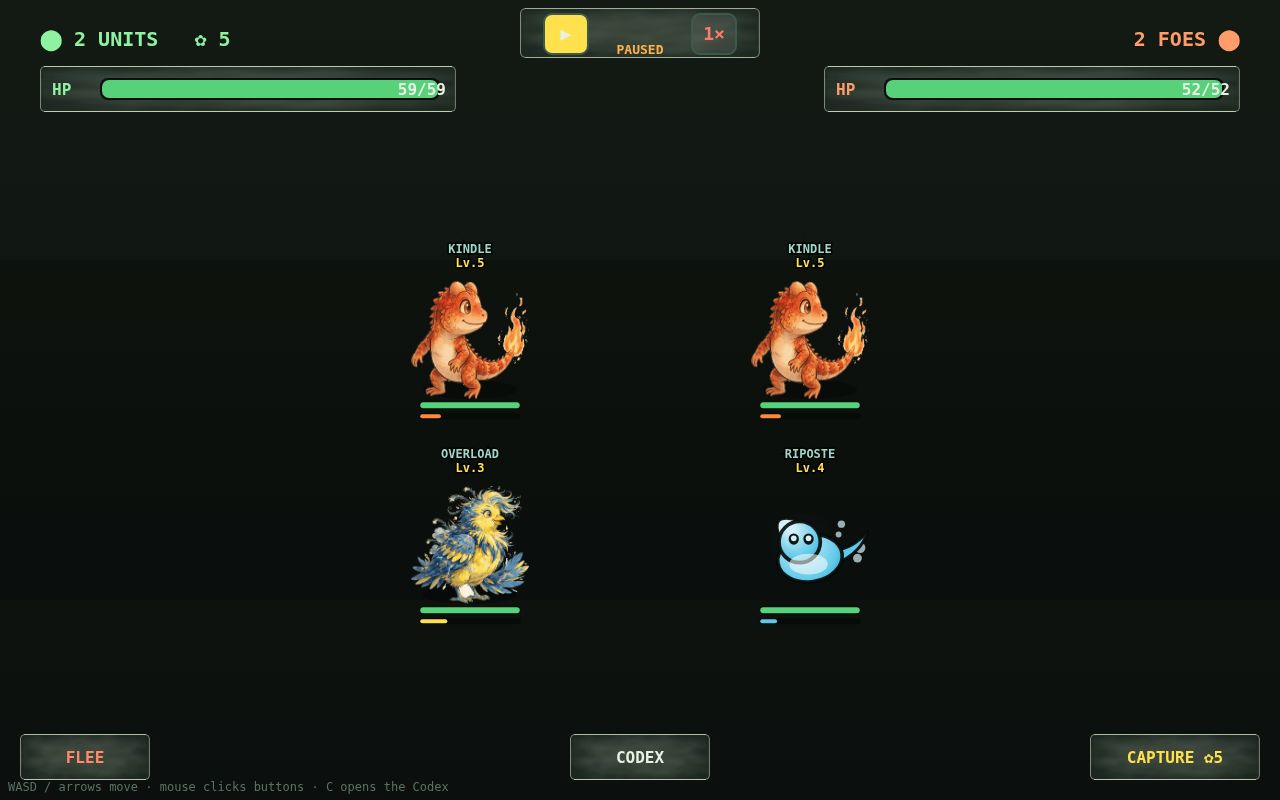 ⬤ 2 UNITS ✿ 5
▶ 1×
PAUSED
2 FOES ⬤
HP 59/59
HP 52/52
KINDLE
Lv.5
KINDLE
Lv.5
OVERLOAD
Lv.3
RIPOSTE
Lv.4
FLEE
CODEX
CAPTURE ✿5
WASD / arrows move · mouse clicks buttons · C opens the Codex